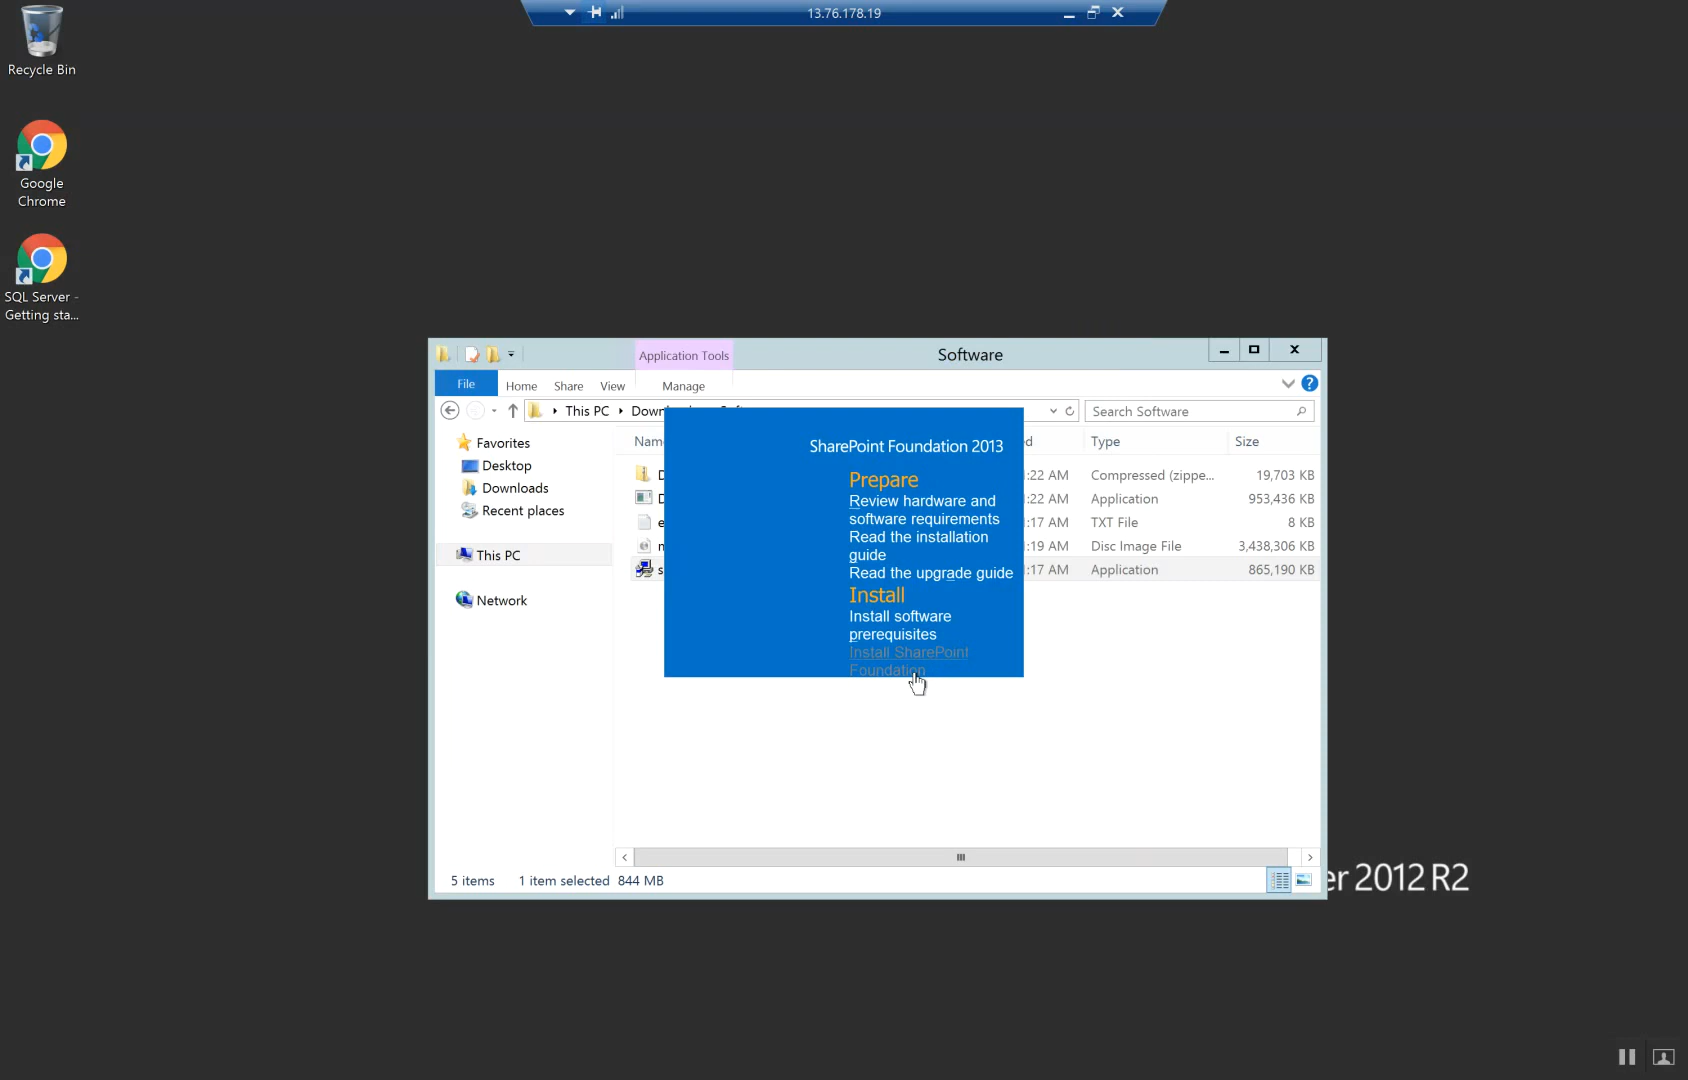 13.76.178.19
Recycle Bin
Google
Chrome
SQL Server -
Getting sta...
Application Tools
Software
File
Home
Share
View
Manage
This PC
Search Software
Favorites
Desktop
Downloads
Recent places
This PC
Network
Type
Size
:22 AM
Compressed (zippe...
19,703 KB
:22 AM
Application
953,436 KB
:17 AM
TXT File
8 KB
:19 AM
Disc Image File
3,438,306 KB
:17 AM
Application
865,190 KB
SharePoint Foundation 2013
Prepare
Review hardware and
software requirements
Read the installation
guide
Read the upgrade guide
Install
Install software
prerequisites
Install SharePoint
Foundation
5 items
1 item selected
844 MB
2012 R2